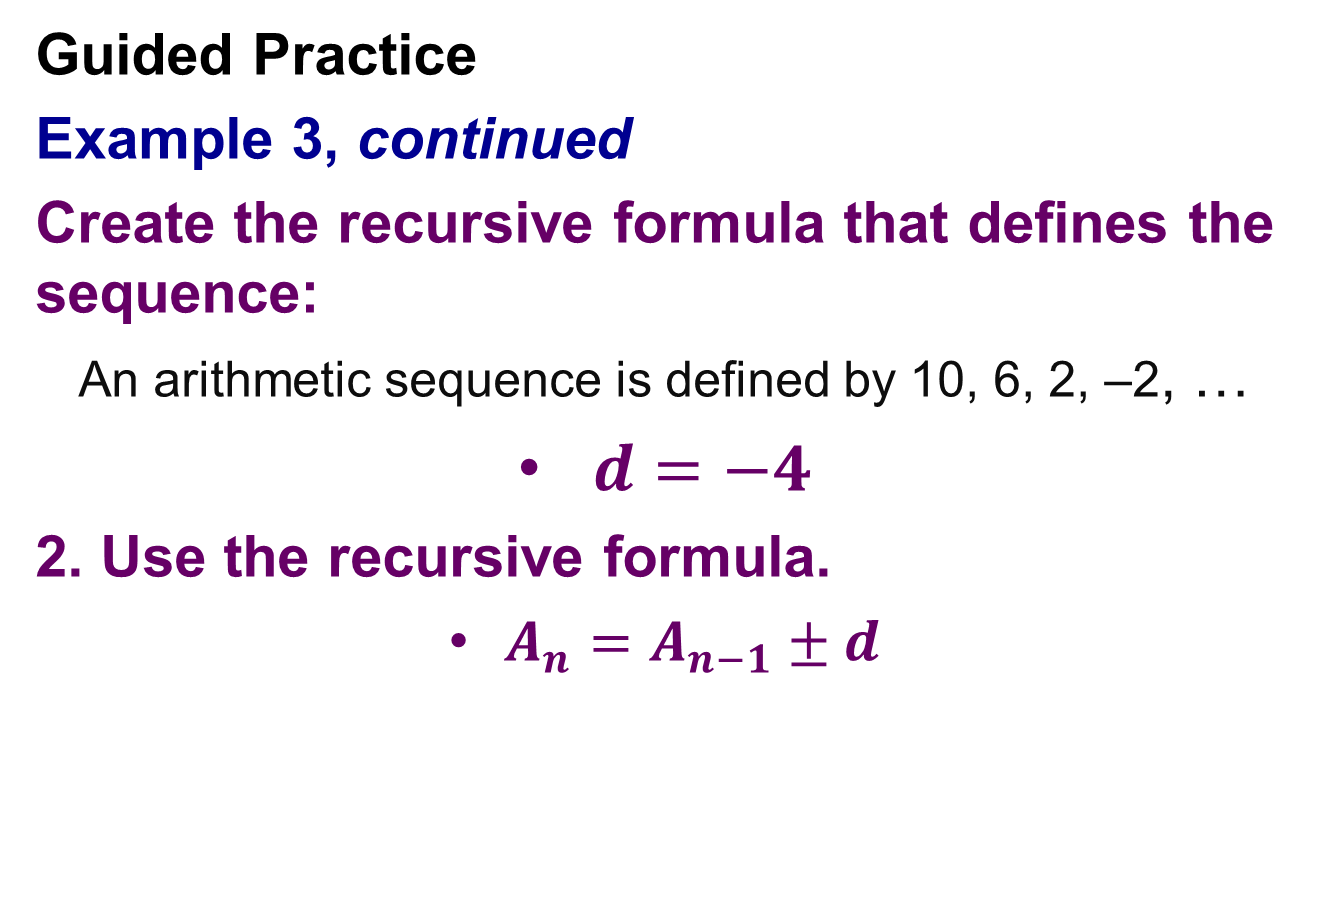 Guided Practice
Example 3, continued
Create the recursive formula that defines the
sequence:
An arithmetic sequence is defined by 10, 6, 2, –2, …
• d = −4
2. Use the recursive formula.
• Aₙ = Aₙ₋₁ ± d